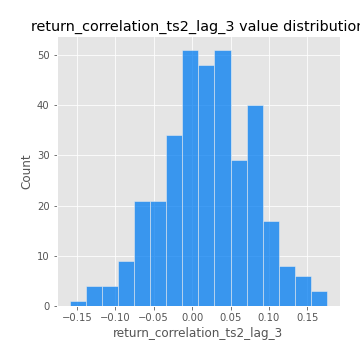 return_correlation_ts2_lag_3 value distribution
50
40
30
20
10
0
Count
−0.15 −0.10 −0.05 0.00 0.05 0.10 0.15
return_correlation_ts2_lag_3